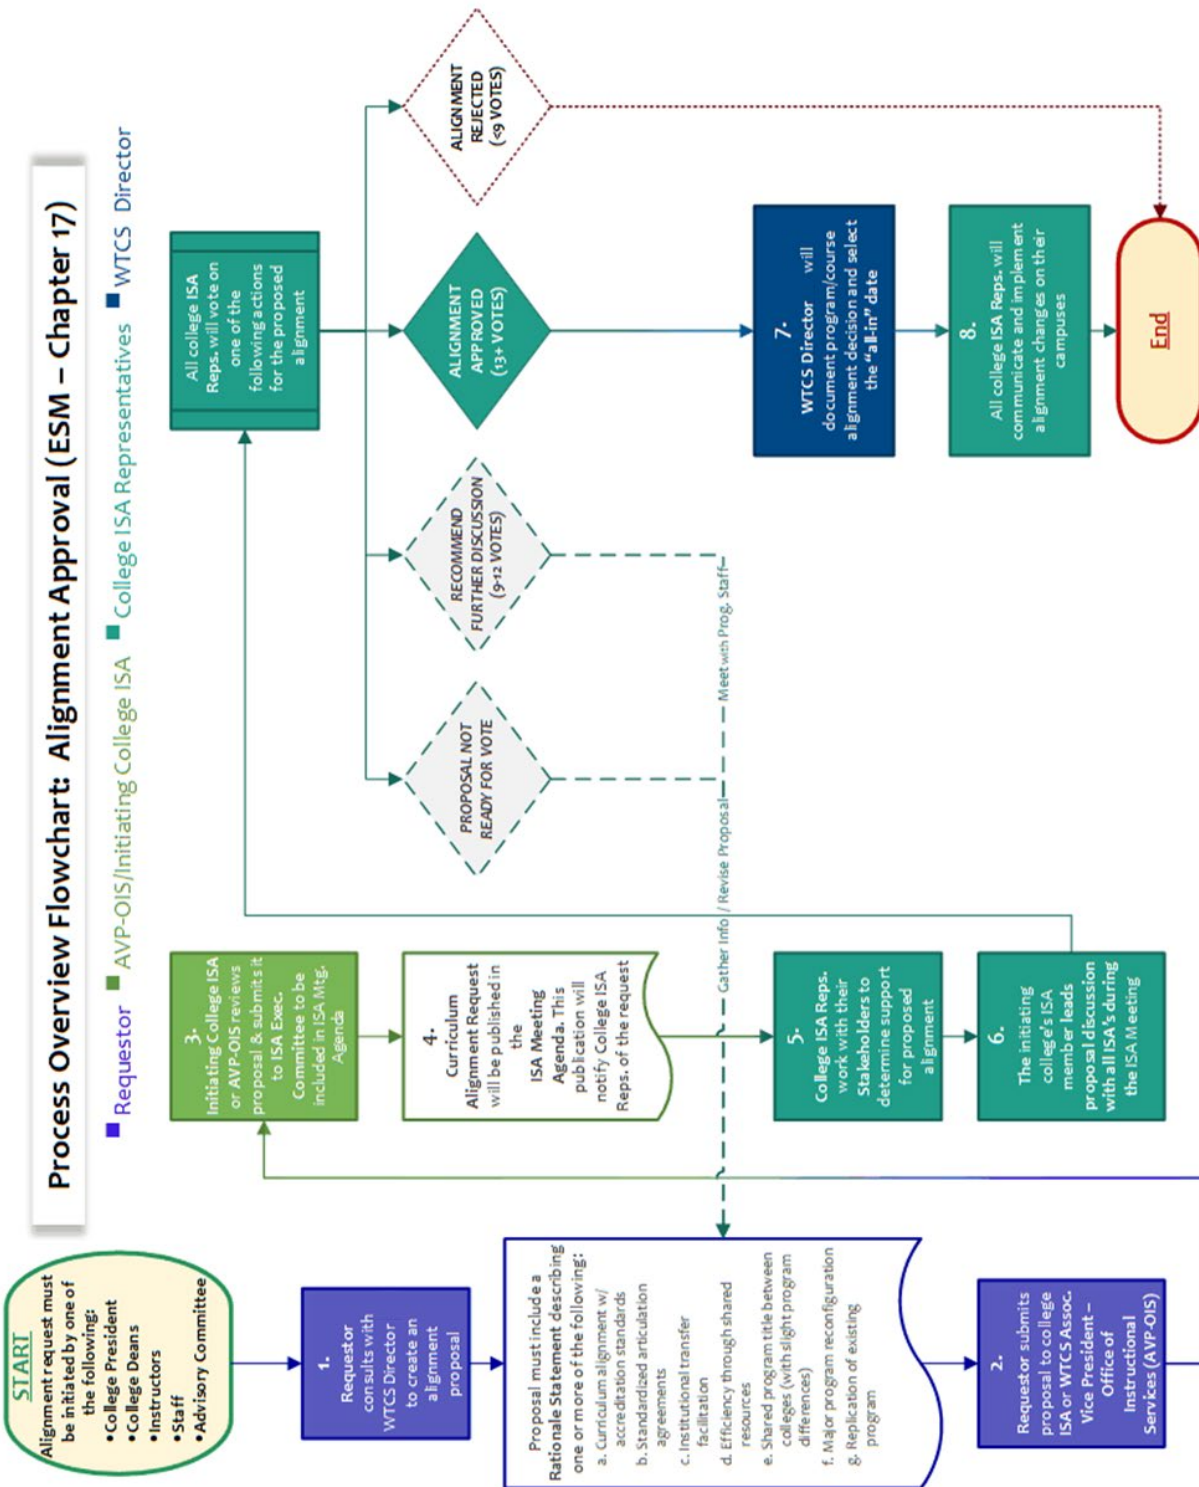 Process Overview Flowchart: Alignment Approval (ESM – Chapter 17)
Requestor
AVP-OIS/Initiating College ISA
College ISA Representatives
WTCS Director
START
Alignment request must
be initiated by one of
the following:
•College President
•College Deans
•Instructors
•Staff
•Advisory Committee
1.
Requestor
consults with
WTCS Director
to create an
alignment
proposal
Proposal must include a
Rationale Statement describing
one or more of the following:
a. Curriculum alignment w/
accreditation standards
b. Standardized articulation
agreements
c. Institutional transfer
facilitation
d. Efficiency through shared
resources
e. Shared program title between
colleges (with slight program
differences)
f. Major program reconfiguration
g. Replication of existing
program
2.
Requestor submits
proposal to college
ISA or WTCS Assoc.
Vice President –
Office of
Instructional
Services (AVP-OIS)
3.
Initiating College ISA
or AVP-OIS reviews
proposal & submits it
to ISA Exec.
Committee to be
included in ISA Mtg.
Agenda
4.
Curriculum
Alignment Request
will be published in
the
ISA Meeting
Agenda. This
publication will
notify College ISA
Reps. of the request
5.
College ISA Reps.
work with their
Stakeholders to
determine support
for proposed
alignment
6.
The initiating
college's ISA
member leads
proposal discussion
with all ISA's during
the ISA Meeting
All college ISA
Reps. will vote on
one of the
following actions
for the proposed
alignment
PROPOSAL NOT
READY FOR VOTE
RECOMMEND
FURTHER DISCUSSION
(9-12 VOTES)
ALIGNMENT
APPROVED
(13+ VOTES)
ALIGNMENT
REJECTED
(<9 VOTES)
Gather Info / Revise Proposal
Meet with Prog. Staff
7.
WTCS Director will
document program/course
alignment decision and select
the "all-in" date
8.
All college ISA Reps. will
communicate and implement
alignment changes on their
campuses
End